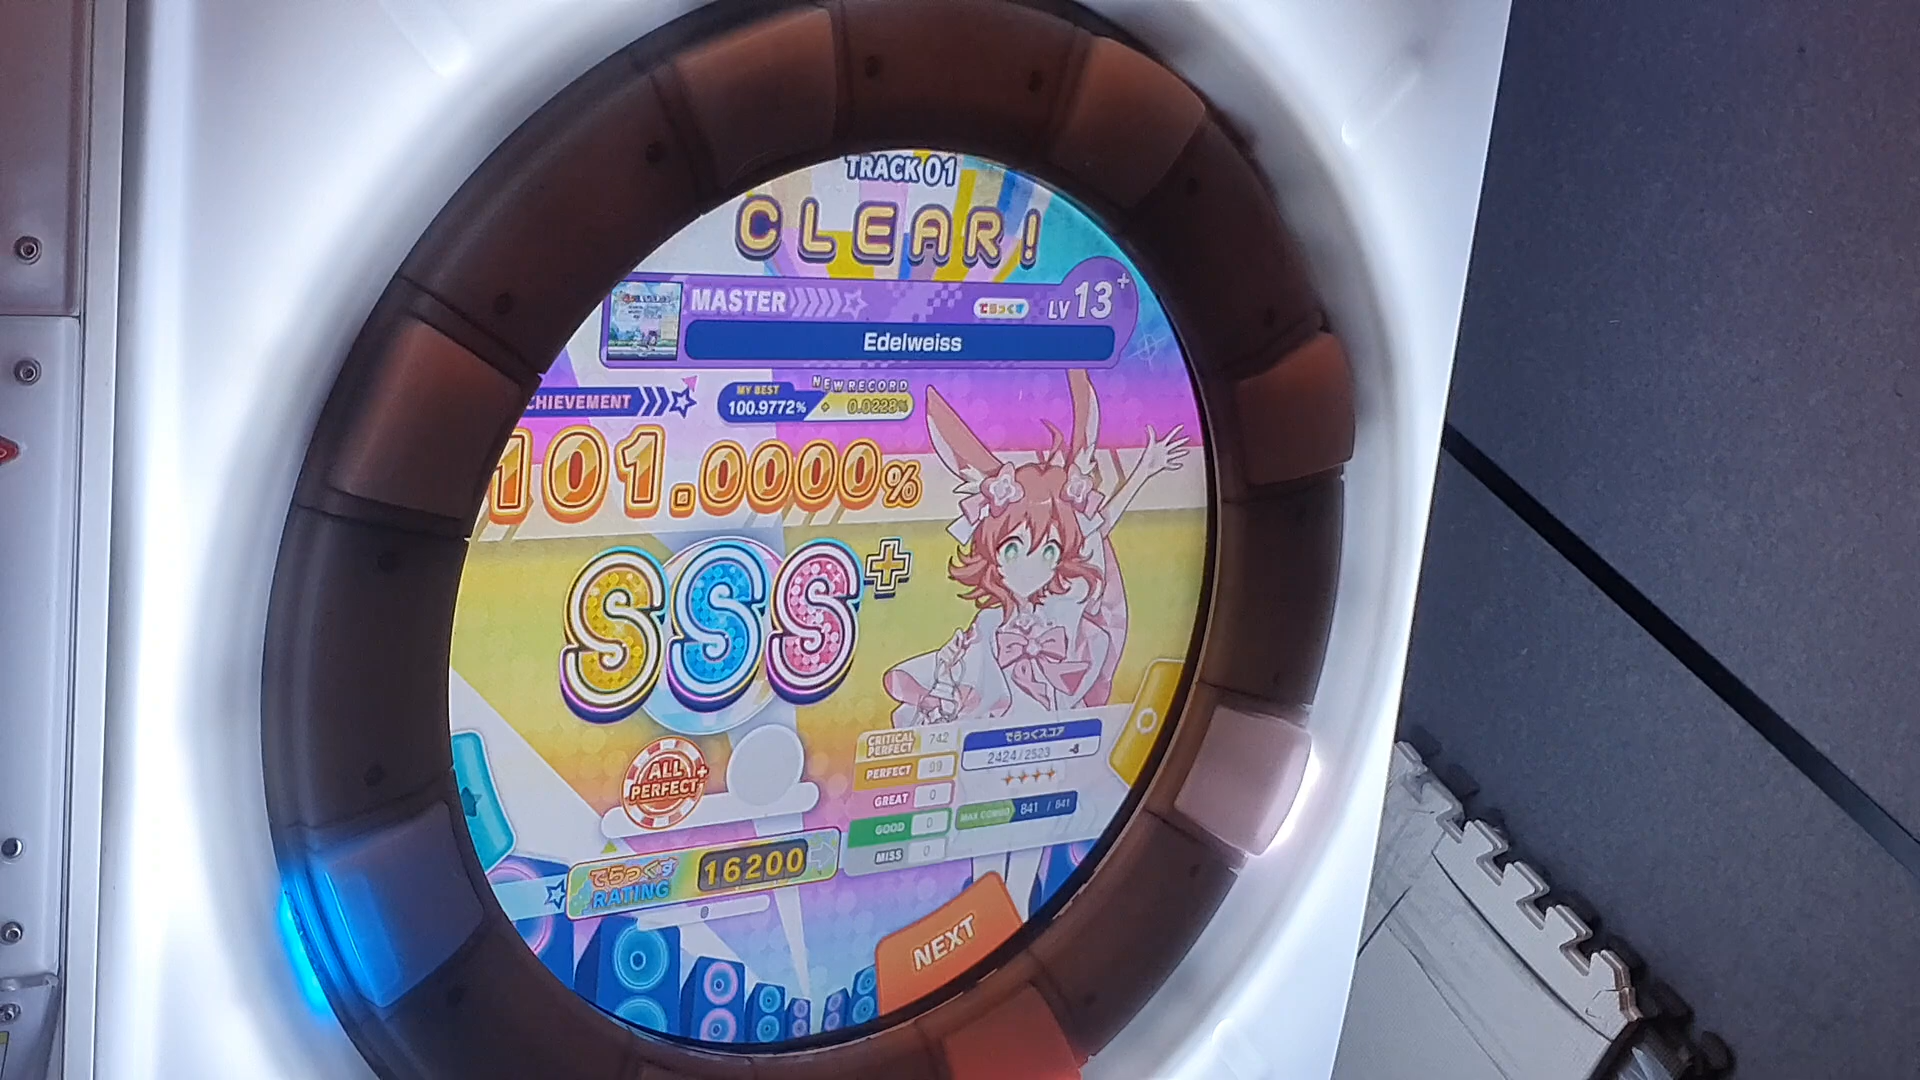 TRACK 01
CLEAR!
MASTER
でらっくす
LV 13+
Edelweiss
CHIEVEMENT
MY BEST
100.9772%
NEW RECORD
+ 0.0228%
101.0000%
SSS+
ALL PERFECT+
CRITICAL PERFECT 742
PERFECT 99
GREAT 0
GOOD 0
MISS 0
でらっくスコア
2424/2523
MAX COMBO 841 / 841
でらっくす RATING 16200
0
NEXT